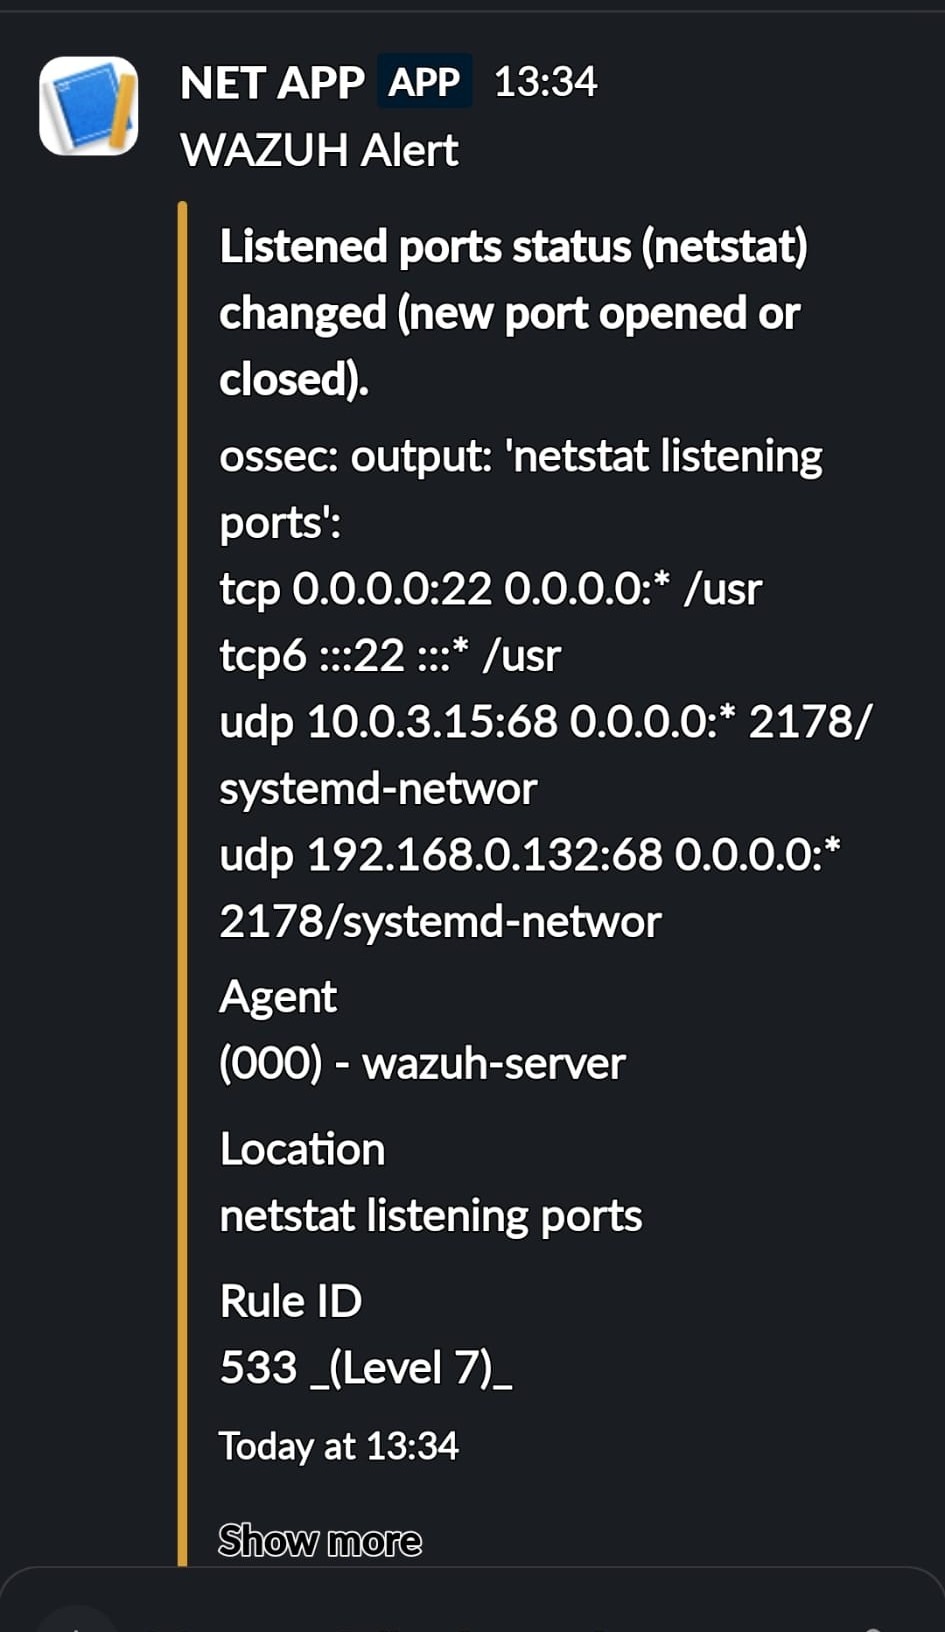 NET APP APP 13:34
WAZUH Alert
Listened ports status (netstat)
changed (new port opened or
closed).
ossec: output: 'netstat listening
ports':
tcp 0.0.0.0:22 0.0.0.0:* /usr
tcp6 :::22 :::* /usr
udp 10.0.3.15:68 0.0.0.0:* 2178/
systemd-networ
udp 192.168.0.132:68 0.0.0.0:*
2178/systemd-networ
Agent
(000) - wazuh-server
Location
netstat listening ports
Rule ID
533 _(Level 7)_
Today at 13:34
Show more